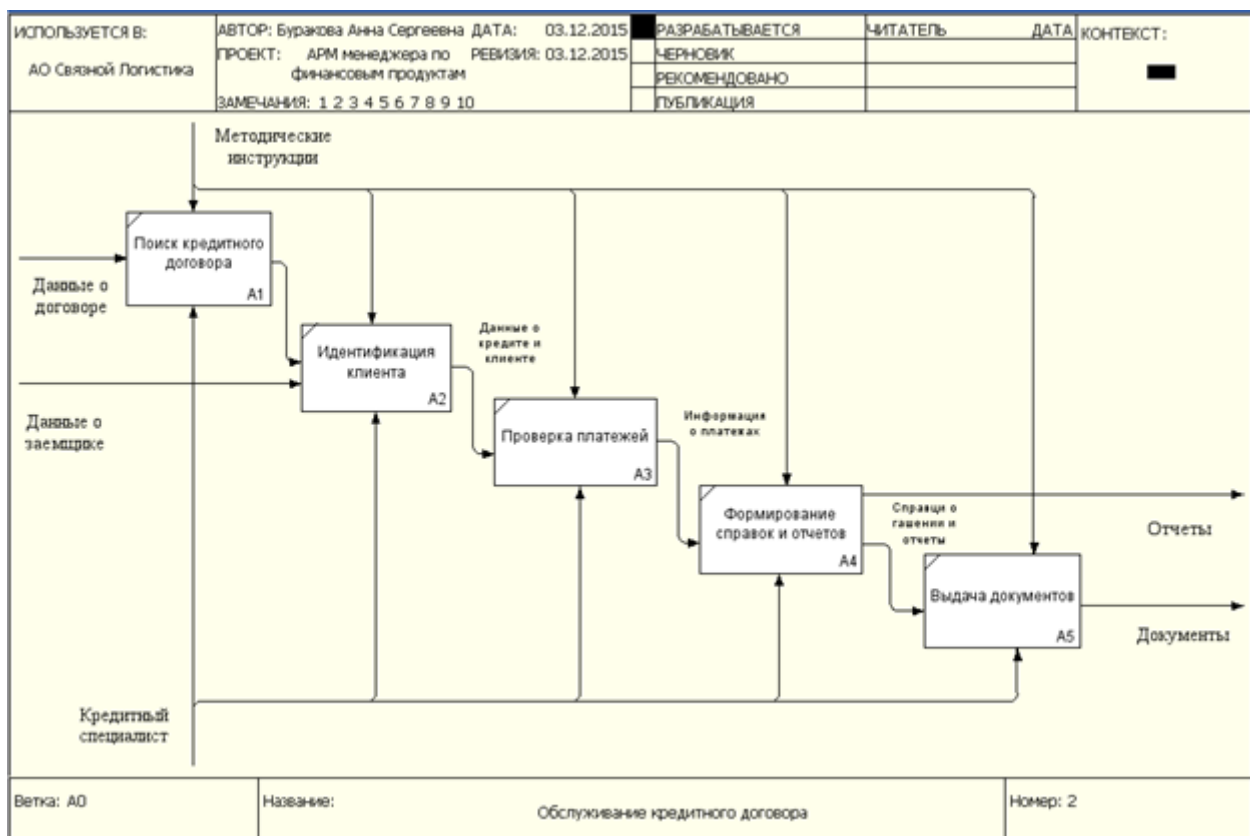 ИСПОЛЬЗУЕТСЯ В:
АО Связной Логистика
АВТОР: Буракова Анна Сергеевна ДАТА: 03.12.2015
ПРОЕКТ: АРМ менеджера по РЕВИЗИЯ: 03.12.2015
финансовым продуктам
ЗАМЕЧАНИЯ: 1 2 3 4 5 6 7 8 9 10
РАЗРАБАТЫВАЕТСЯ
ЧЕРНОВИК
РЕКОМЕНДОВАНО
ПУБЛИКАЦИЯ
ЧИТАТЕЛЬ ДАТА
КОНТЕКСТ:
Методические
инструкции
Поиск кредитного
договора
A1
Данные о
договоре
Идентификация
клиента
A2
Данные о
кредите и
клиенте
Данные о
заемщике
Проверка платежей
A3
Информация
о платежах
Формирование
справок и отчетов
A4
Справци о
гашении и
отчеты
Отчеты
Выдача документов
A5
Документы
Кредитный
специалист
Ветка: A0
Название:
Обслуживание кредитного договора
Номер: 2